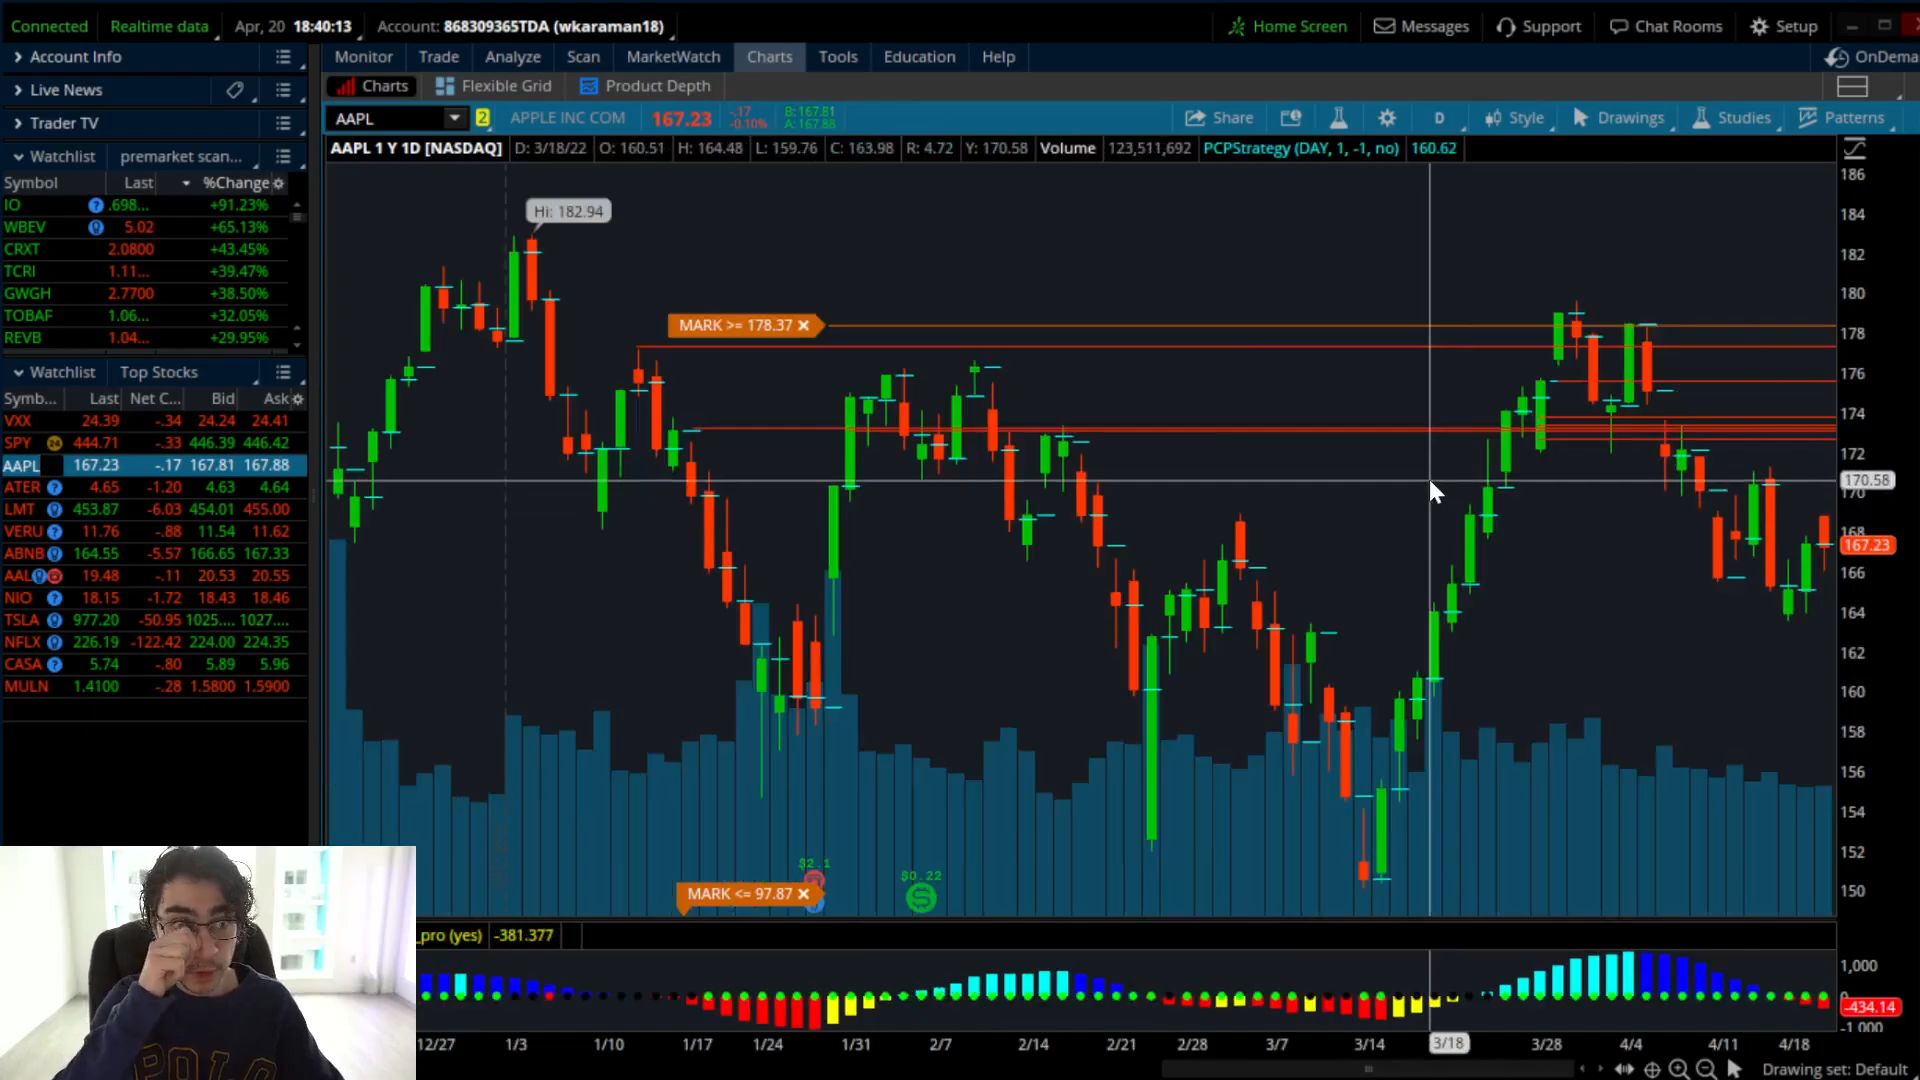 Connected Realtime data Apr, 20 18:40:13 Account: 868309365TDA (wkaraman18) Home Screen Messages Support Chat Rooms Setup
Account Info
Live News
Trader TV
Watchlist premarket scan...
Symbol Last %Change
IO .698... +91.23%
WBEV 5.02 +65.13%
CRXT 2.0800 +43.45%
TCRI 1.11... +39.47%
GWGH 2.7700 +38.50%
TOBAF 1.06... +32.05%
REVB 1.04... +29.95%
Watchlist Top Stocks
Symb... Last Net C... Bid Ask
VXX 24.39 -.34 24.24 24.41
SPY 444.71 -.33 446.39 446.42
AAPL 167.23 -.17 167.81 167.88
ATER 4.65 -1.20 4.63 4.64
LMT 453.87 -6.03 454.01 455.00
VERU 11.76 -.88 11.54 11.62
ABNB 164.55 -5.57 166.65 167.33
AAL 19.48 -.11 20.53 20.55
NIO 18.15 -1.72 18.43 18.46
TSLA 977.20 -50.95 1025.... 1027....
NFLX 226.19 -122.42 224.00 224.35
CASA 5.74 -.80 5.89 5.96
MULN 1.4100 -.28 1.5800 1.5900
Monitor Trade Analyze Scan MarketWatch Charts Tools Education Help OnDema
Charts Flexible Grid Product Depth
AAPL 2 APPLE INC COM 167.23 -.17 -0.10% B: 167.81 A: 167.88 Share D Style Drawings Studies Patterns
AAPL 1 Y 1D [NASDAQ] D: 3/18/22 O: 160.51 H: 164.48 L: 159.76 C: 163.98 R: 4.72 Y: 170.58 Volume 123,511,692 PCPStrategy (DAY, 1, -1, no) 160.62
Hi: 182.94
MARK >= 178.37
MARK <= 97.87
$2.1
$0.22
186
184
182
180
178
176
174
172
170.58
170
168
167.23
166
164
162
160
158
156
154
152
150
_pro (yes) -381.377
1,000
0
-434.14
-1,000
12/27 1/3 1/10 1/17 1/24 1/31 2/7 2/14 2/21 2/28 3/7 3/14 3/18 3/28 4/4 4/11 4/18
Drawing set: Default
POLO